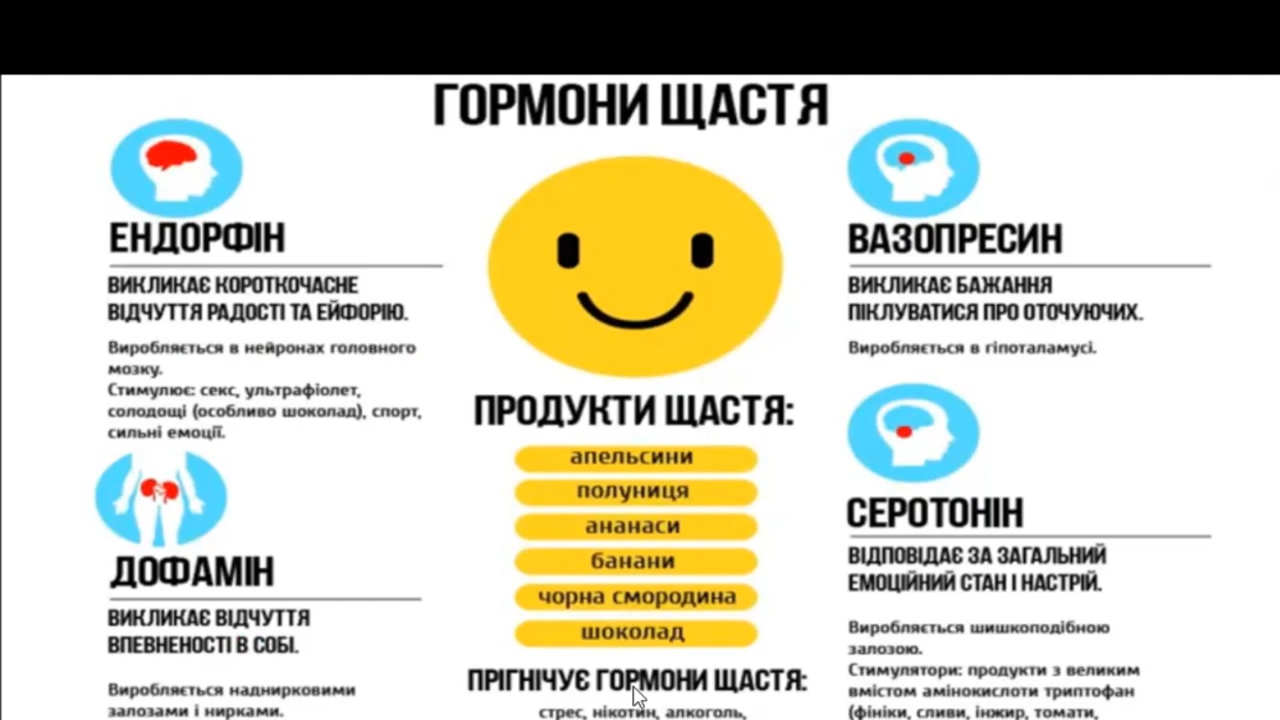 ГОРМОНИ ЩАСТЯ
ЕНДОРФІН
ВИКЛИКАЄ КОРОТКОЧАСНЕ
ВІДЧУТТЯ РАДОСТІ ТА ЕЙФОРІЮ.
Виробляється в нейронах головного
мозку.
Стимулює: секс, ультрафіолет,
солодощі (особливо шоколад), спорт,
сильні емоції.
ДОФАМІН
ВИКЛИКАЄ ВІДЧУТТЯ
ВПЕВНЕНОСТІ В СОБІ.
Виробляється наднирковими
залозами і нирками.
ПРОДУКТИ ЩАСТЯ:
апельсини
полуниця
ананаси
банани
чорна смородина
шоколад
ПРІГНІЧУЄ ГОРМОНИ ЩАСТЯ:
стрес, нікотин, алкоголь,
ВАЗОПРЕСИН
ВИКЛИКАЄ БАЖАННЯ
ПІКЛУВАТИСЯ ПРО ОТОЧУЮЧИХ.
Виробляється в гіпоталамусі.
СЕРОТОНІН
ВІДПОВІДАЄ ЗА ЗАГАЛЬНИЙ
ЕМОЦІЙНИЙ СТАН І НАСТРІЙ.
Виробляється шишкоподібною
залозою.
Стимулятори: продукти з великим
вмістом амінокислоти триптофан
(фініки, сливи, інжир, томати,